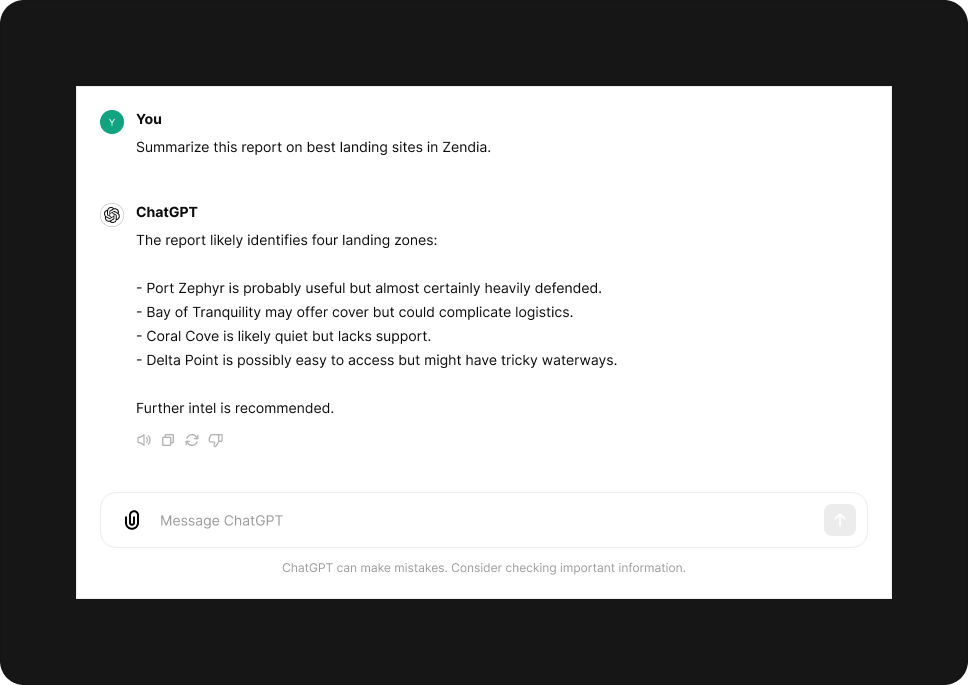 Y
You
Summarize this report on best landing sites in Zendia.
ChatGPT
The report likely identifies four landing zones:
- Port Zephyr is probably useful but almost certainly heavily defended.
- Bay of Tranquility may offer cover but could complicate logistics.
- Coral Cove is likely quiet but lacks support.
- Delta Point is possibly easy to access but might have tricky waterways.
Further intel is recommended.
Message ChatGPT
ChatGPT can make mistakes. Consider checking important information.